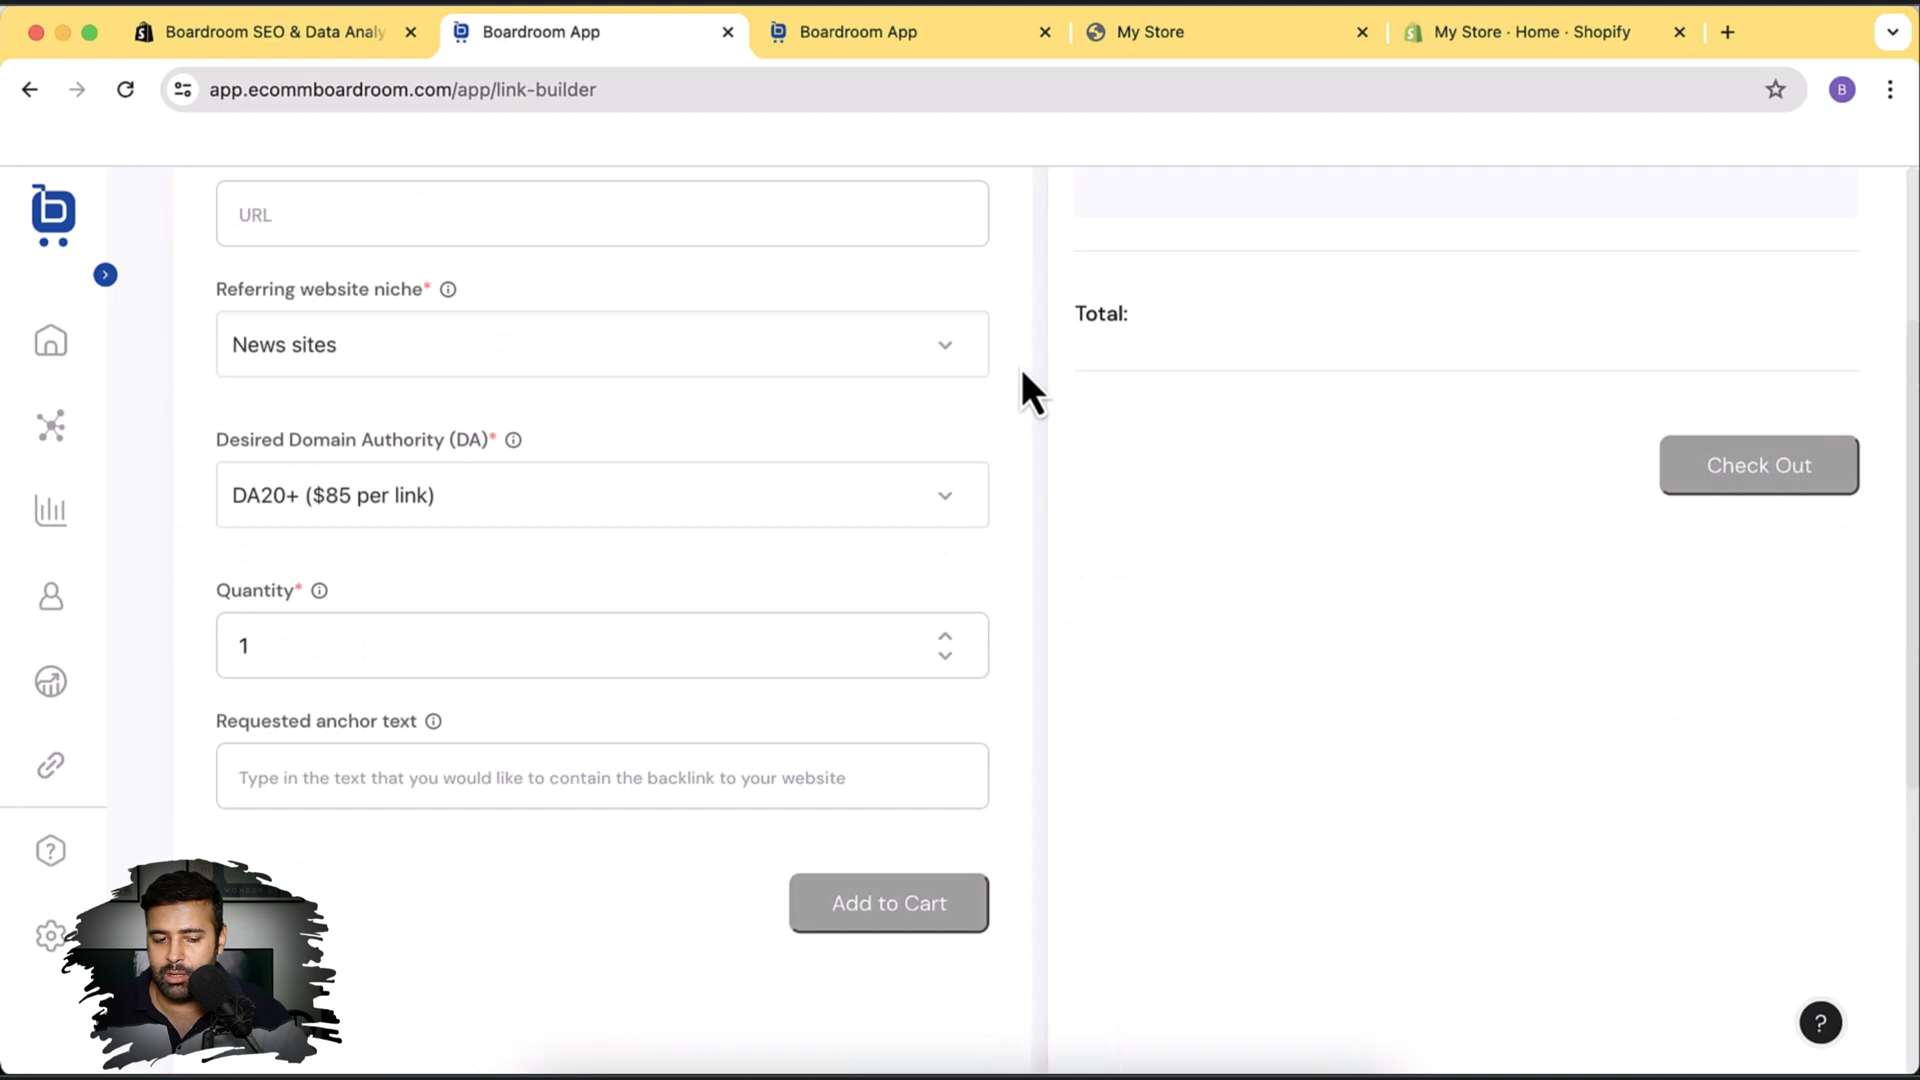 Boardroom SEO & Data Analy
Boardroom App
Boardroom App
My Store
My Store · Home · Shopify
app.ecommboardroom.com/app/link-builder
B
URL
Referring website niche*
News sites
Total:
Desired Domain Authority (DA)*
Check Out
DA20+ ($85 per link)
Quantity*
1
Requested anchor text
Type in the text that you would like to contain the backlink to your website
Add to Cart
?